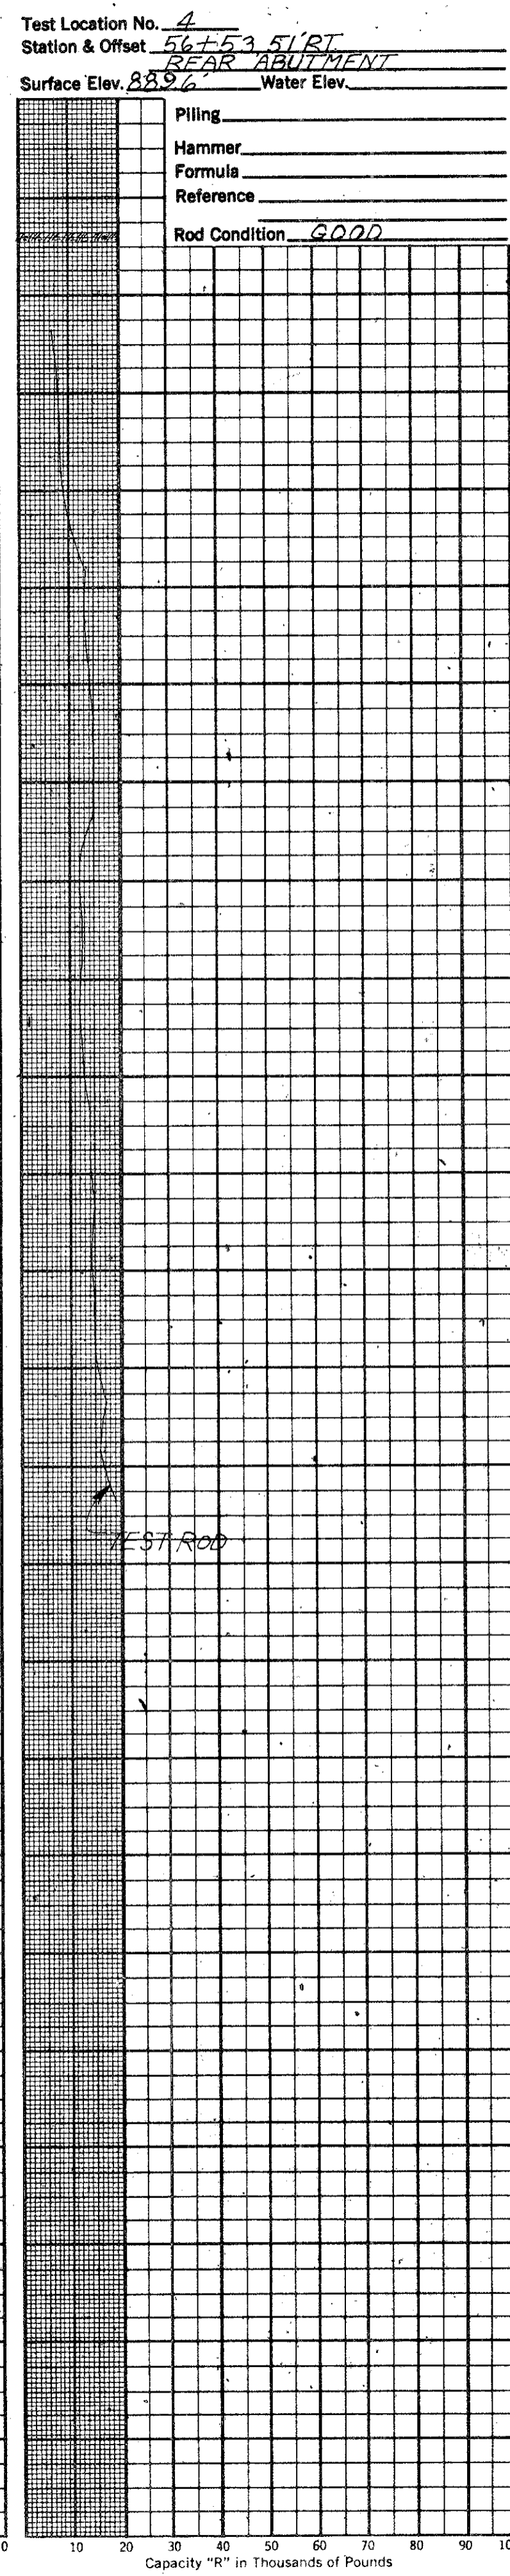 Test Location No. 4
Station & Offset 56+53, 51' RT.
REAR ABUTMENT
Surface Elev. 889.6' Water Elev.
Piling
Hammer
Formula
Reference
Rod Condition GOOD
TEST ROD
0 10 20 30 40 50 60 70 80 90 10
Capacity "R" in Thousands of Pounds